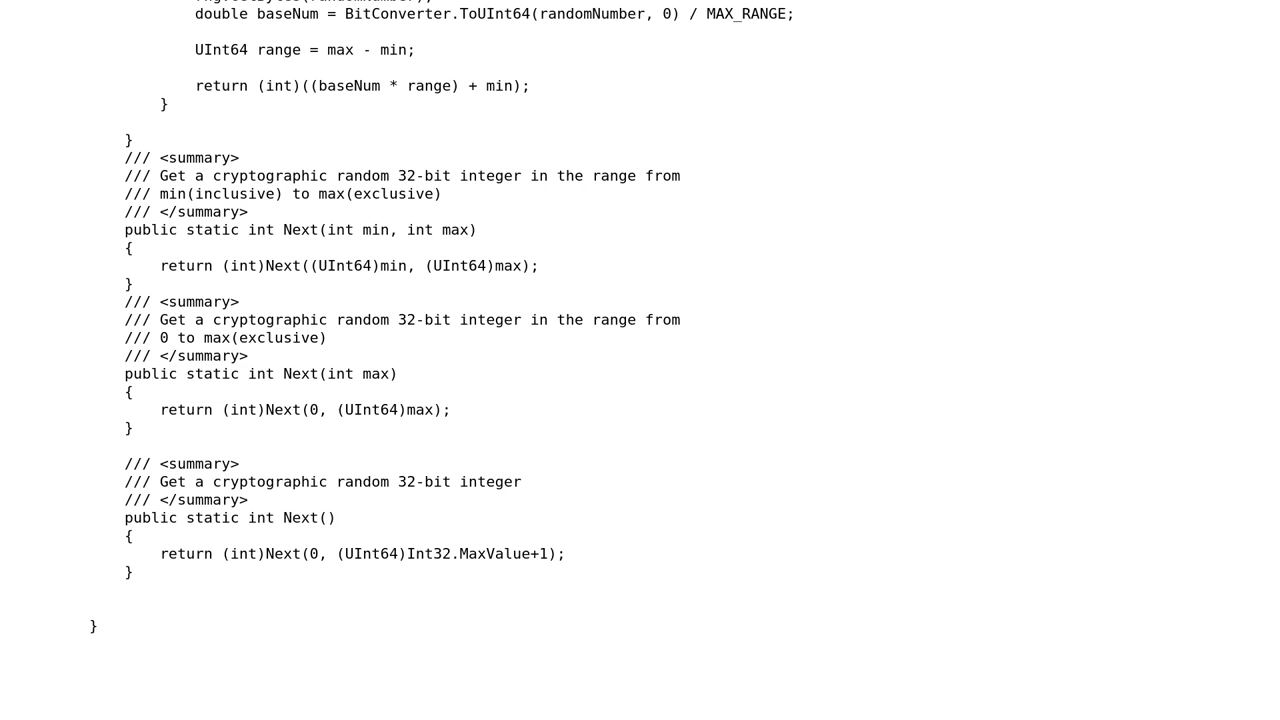 double baseNum = BitConverter.ToUInt64(randomNumber, 0) / MAX_RANGE;
UInt64 range = max - min;
return (int)((baseNum * range) + min);
}
}
/// <summary>
/// Get a cryptographic random 32-bit integer in the range from
/// min(inclusive) to max(exclusive)
/// </summary>
public static int Next(int min, int max)
{
return (int)Next((UInt64)min, (UInt64)max);
}
/// <summary>
/// Get a cryptographic random 32-bit integer in the range from
/// 0 to max(exclusive)
/// </summary>
public static int Next(int max)
{
return (int)Next(0, (UInt64)max);
}
/// <summary>
/// Get a cryptographic random 32-bit integer
/// </summary>
public static int Next()
{
return (int)Next(0, (UInt64)Int32.MaxValue+1);
}
}